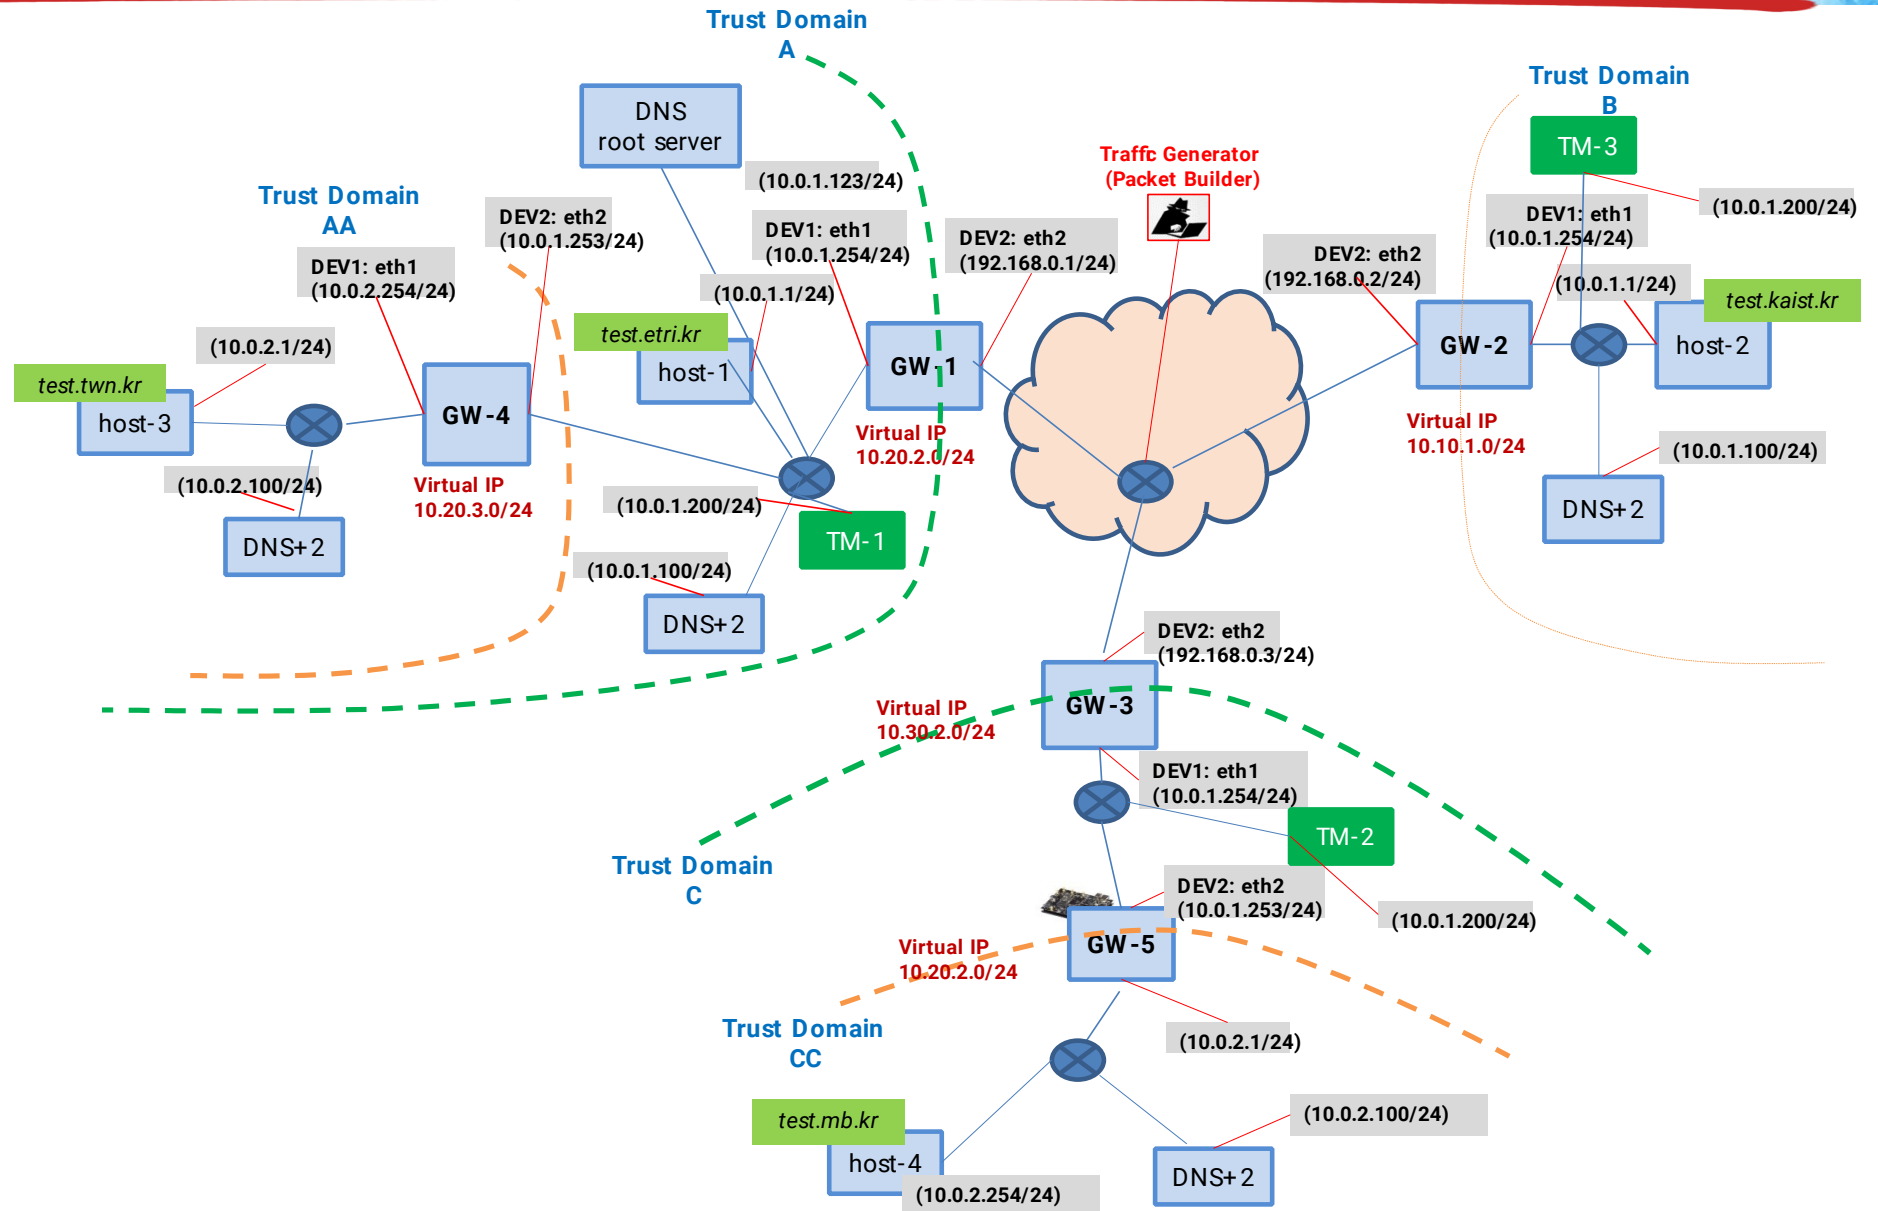 Trust Domain
A
Trust Domain
B
DNS
root server
TM-3
Traffic Generator
(Packet Builder)
(10.0.1.123/24)
Trust Domain
AA
DEV2: eth2
(10.0.1.253/24)
DEV1: eth1
(10.0.1.254/24)
DEV2: eth2
(192.168.0.1/24)
DEV2: eth2
(192.168.0.2/24)
DEV1: eth1
(10.0.1.254/24)
(10.0.1.200/24)
DEV1: eth1
(10.0.2.254/24)
(10.0.1.1/24)
(10.0.1.1/24)
test.kaist.kr
test.etri.kr
(10.0.2.1/24)
test.twn.kr
host-3
GW-4
host-1
GW-1
GW-2
host-2
Virtual IP
10.20.2.0/24
Virtual IP
10.10.1.0/24
(10.0.1.100/24)
(10.0.2.100/24)
Virtual IP
10.20.3.0/24
(10.0.1.200/24)
DNS+2
DNS+2
TM-1
(10.0.1.100/24)
DNS+2
DEV2: eth2
(192.168.0.3/24)
Virtual IP
10.30.2.0/24
GW-3
DEV1: eth1
(10.0.1.254/24)
TM-2
Trust Domain
C
DEV2: eth2
(10.0.1.253/24)
(10.0.1.200/24)
Virtual IP
10.20.2.0/24
GW-5
Trust Domain
CC
(10.0.2.1/24)
test.mb.kr
(10.0.2.100/24)
host-4
(10.0.2.254/24)
DNS+2